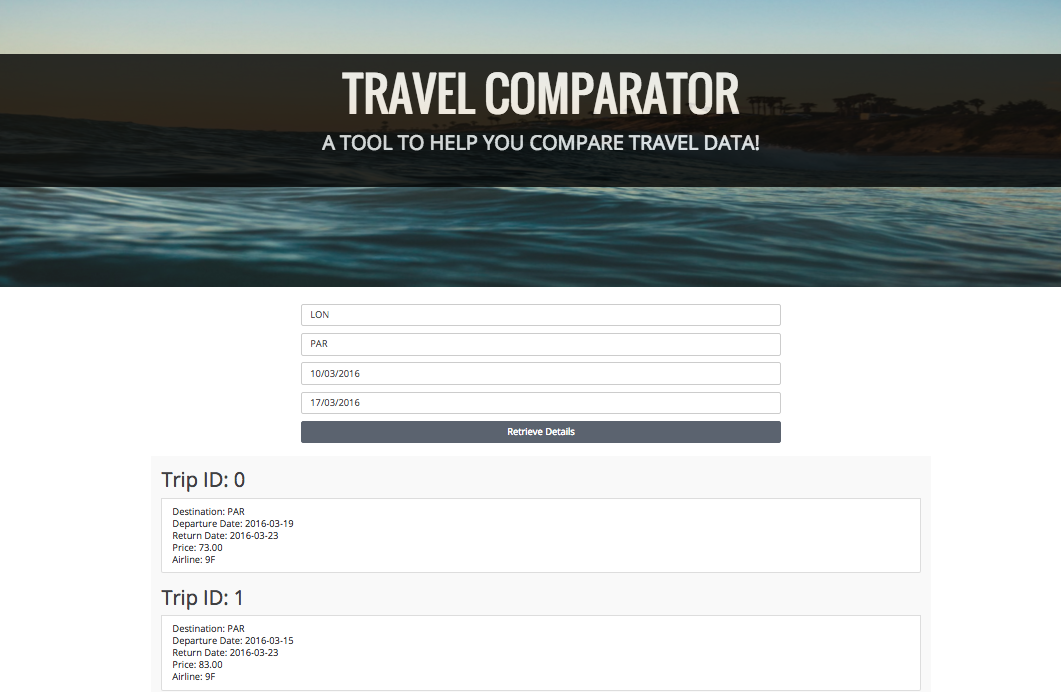 TRAVEL COMPARATOR
A TOOL TO HELP YOU COMPARE TRAVEL DATA!
LON
PAR
10/03/2016
17/03/2016
Retrieve Details
Trip ID: 0
Destination: PAR
Departure Date: 2016-03-19
Return Date: 2016-03-23
Price: 73.00
Airline: 9F
Trip ID: 1
Destination: PAR
Departure Date: 2016-03-15
Return Date: 2016-03-23
Price: 83.00
Airline: 9F